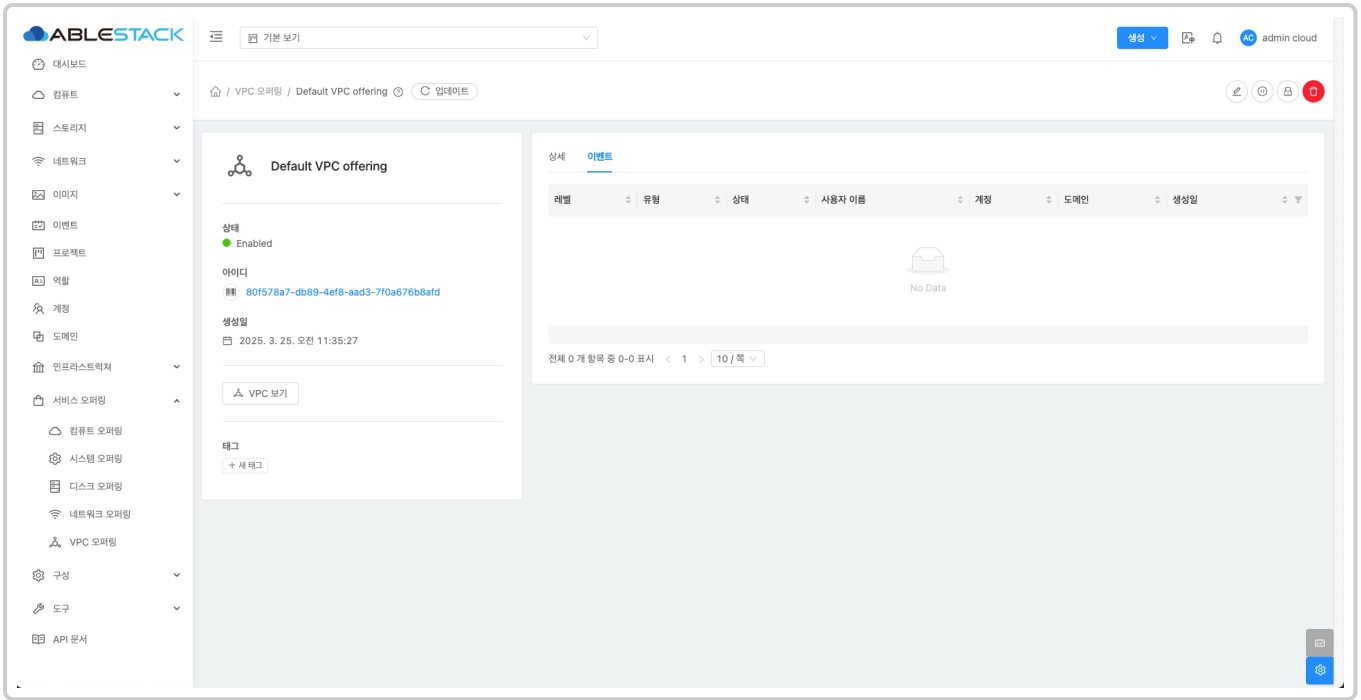 ABLESTACK
기본 보기
생성
admin cloud
AC
대시보드
컴퓨트
스토리지
네트워크
이미지
이벤트
프로젝트
역할
계정
도메인
인프라스트럭쳐
서비스 오퍼링
컴퓨트 오퍼링
시스템 오퍼링
디스크 오퍼링
네트워크 오퍼링
VPC 오퍼링
구성
도구
API 문서
/ VPC 오퍼링 / Default VPC offering
업데이트
Default VPC offering
상태
Enabled
아이디
80f578a7-db89-4ef8-aad3-7f0a676b8afd
생성일
2025. 3. 25. 오전 11:35:27
VPC 보기
태그
+ 새 태그
상세 이벤트
레벨 유형 상태 사용자 이름 계정 도메인 생성일
No Data
전체 0 개 항목 중 0-0 표시 < 1 > 10 / 쪽